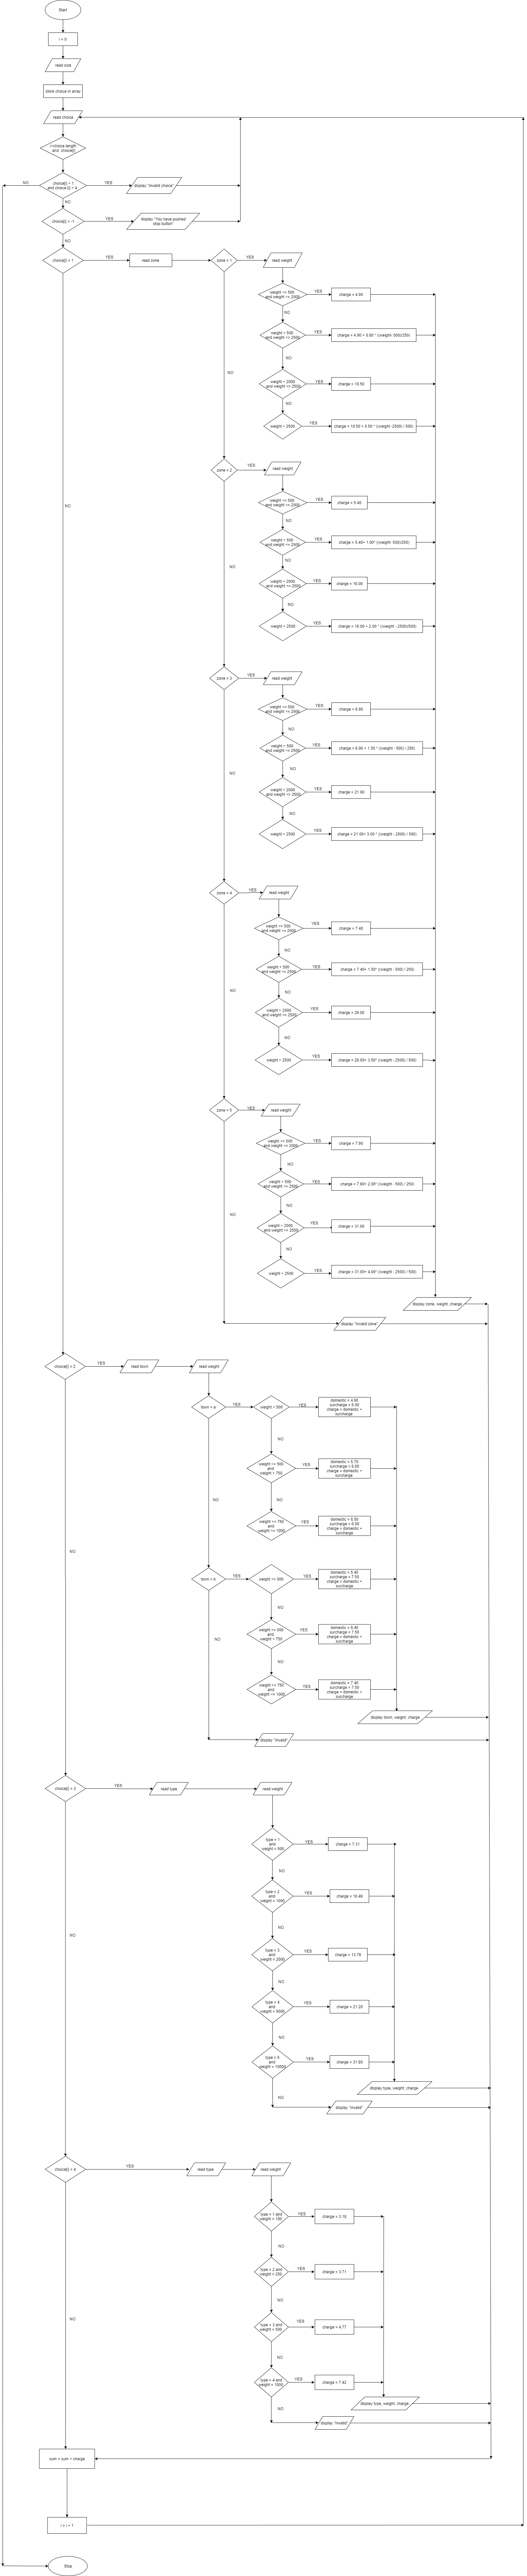 Start
i = 0
read size
store choice in array
read choice
i<choice.length
and choice[i]
NO
choice[i] < 1
and choice [i] > 4
YES
display "Invalid choice"
NO
choice[i] = -1
YES
display "You have pushed
stop button"
NO
choice[i] = 1
YES
read zone
zone = 1
YES
read weight
weight <= 500
and weight <= 2000
YES
charge = 4.90
NO
weight > 500
and weight <= 2500
YES
charge = 4.90 + 0.80 * (weight- 500)/250)
NO
NO
weight > 2000
and weight <= 2500
YES
charge = 10.50
NO
weight > 2500
YES
charge = 10.50 + 0.50 * ((weight -2500) / 500)
zone = 2
YES
read weight
weight <= 500
and weight <= 2000
YES
charge = 5.40
NO
NO
weight > 500
and weight <= 2500
YES
charge = 5.40+ 1.00* ((weight- 500)/250)
NO
NO
weight > 2000
and weight <= 2500
YES
charge = 16.00
NO
weight > 2500
YES
charge = 16.00 + 2.00 * ((weight - 2500)/500)
zone = 3
YES
read weight
weight <= 500
and weight <= 2000
YES
charge = 6.90
NO
weight > 500
and weight <= 2500
YES
charge = 6.90 + 1.50 * ((weight - 500) / 250)
NO
NO
weight > 2000
and weight <= 2500
YES
charge = 21.00
NO
weight > 2500
YES
charge = 21.00+ 3.00 * ((weight - 2500) / 500)
zone = 4
YES
read weight
weight <= 500
and weight <= 2000
YES
charge = 7.40
NO
weight > 500
and weight <= 2500
YES
charge = 7.40+ 1.50* ((weight - 500) / 250)
NO
NO
weight > 2000
and weight <= 2500
YES
charge = 26.00
NO
weight > 2500
YES
charge = 26.00+ 3.50* ((weight - 2500) / 500)
zone = 5
YES
read weight
weight <= 500
and weight <= 2000
YES
charge = 7.90
NO
weight > 500
and weight <= 2500
YES
charge = 7.90+ 2.00* ((weight - 500) / 250)
NO
NO
weight > 2000
and weight <= 2500
YES
charge = 31.00
NO
weight > 2500
YES
charge = 31.00+ 4.00* ((weight - 2500) / 500)
display zone, weight, charge
display "Invalid zone"
choice[i] = 2
YES
read town
read weight
town = a
YES
weight < 500
YES
domestic = 4.90
surcharge = 6.00
charge = domestic +
surcharge
NO
weight >= 500
and
weight < 750
YES
domestic = 5.70
surcharge = 6.00
charge = domestic +
surcharge
NO
NO
weight >= 750
and
weight <= 1000
YES
surcharge = 6.00
charge = domestic +
surcharge
NO
town = b
YES
weight <= 500
YES
domestic = 5.40
surcharge = 7.50
charge = domestic +
surcharge
NO
NO
weight >= 500
and
weight < 750
YES
domestic = 6.40
surcharge = 7.50
charge = domestic +
surcharge
NO
weight >= 750
and
weight <= 1000
YES
domestic = 7.40
surcharge = 7.50
charge = domestic +
surcharge
display town, weight, charge
display "Invalid"
choice[i] = 3
YES
read type
read weight
type = 1
and
weight < 500
YES
charge = 7.31
NO
type = 2
and
weight < 1000
YES
charge = 10.49
NO
NO
type = 3
and
weight < 2000
YES
charge = 13.78
NO
type = 4
and
weight < 5000
YES
charge = 21.20
NO
type = 5
and
weight < 10000
YES
charge = 31.80
display type, weight, charge
NO
display "Invalid"
choice[i] = 4
YES
read type
read weight
type = 1 and
weight < 100
YES
charge = 3.18
NO
type = 2 and
weight < 250
YES
charge = 3.71
NO
NO
type = 3 and
weight < 500
YES
charge = 4.77
NO
type = 4 and
weight < 1000
YES
charge = 7.42
display type, weight, charge
NO
display "Invalid"
sum = sum + charge
i = i + 1
Stop